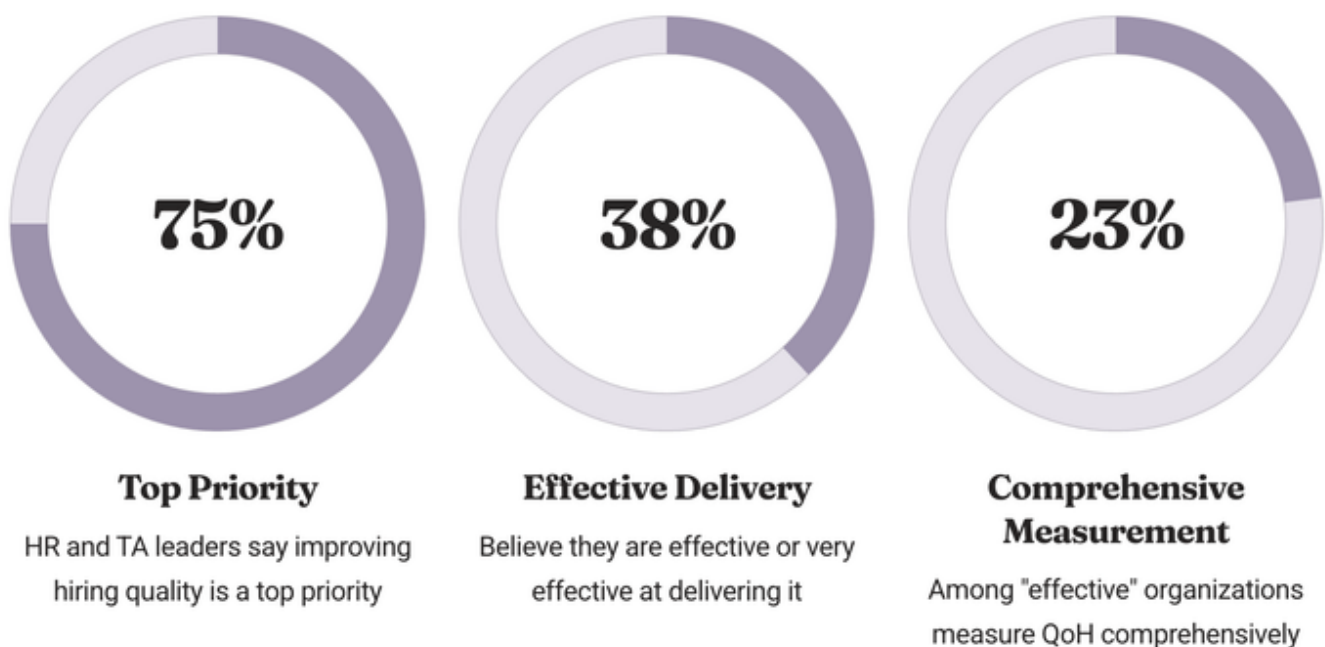 75%
38%
23%
Top Priority
HR and TA leaders say improving
hiring quality is a top priority
Effective Delivery
Believe they are effective or very
effective at delivering it
Comprehensive
Measurement
Among "effective" organizations
measure QoH comprehensively